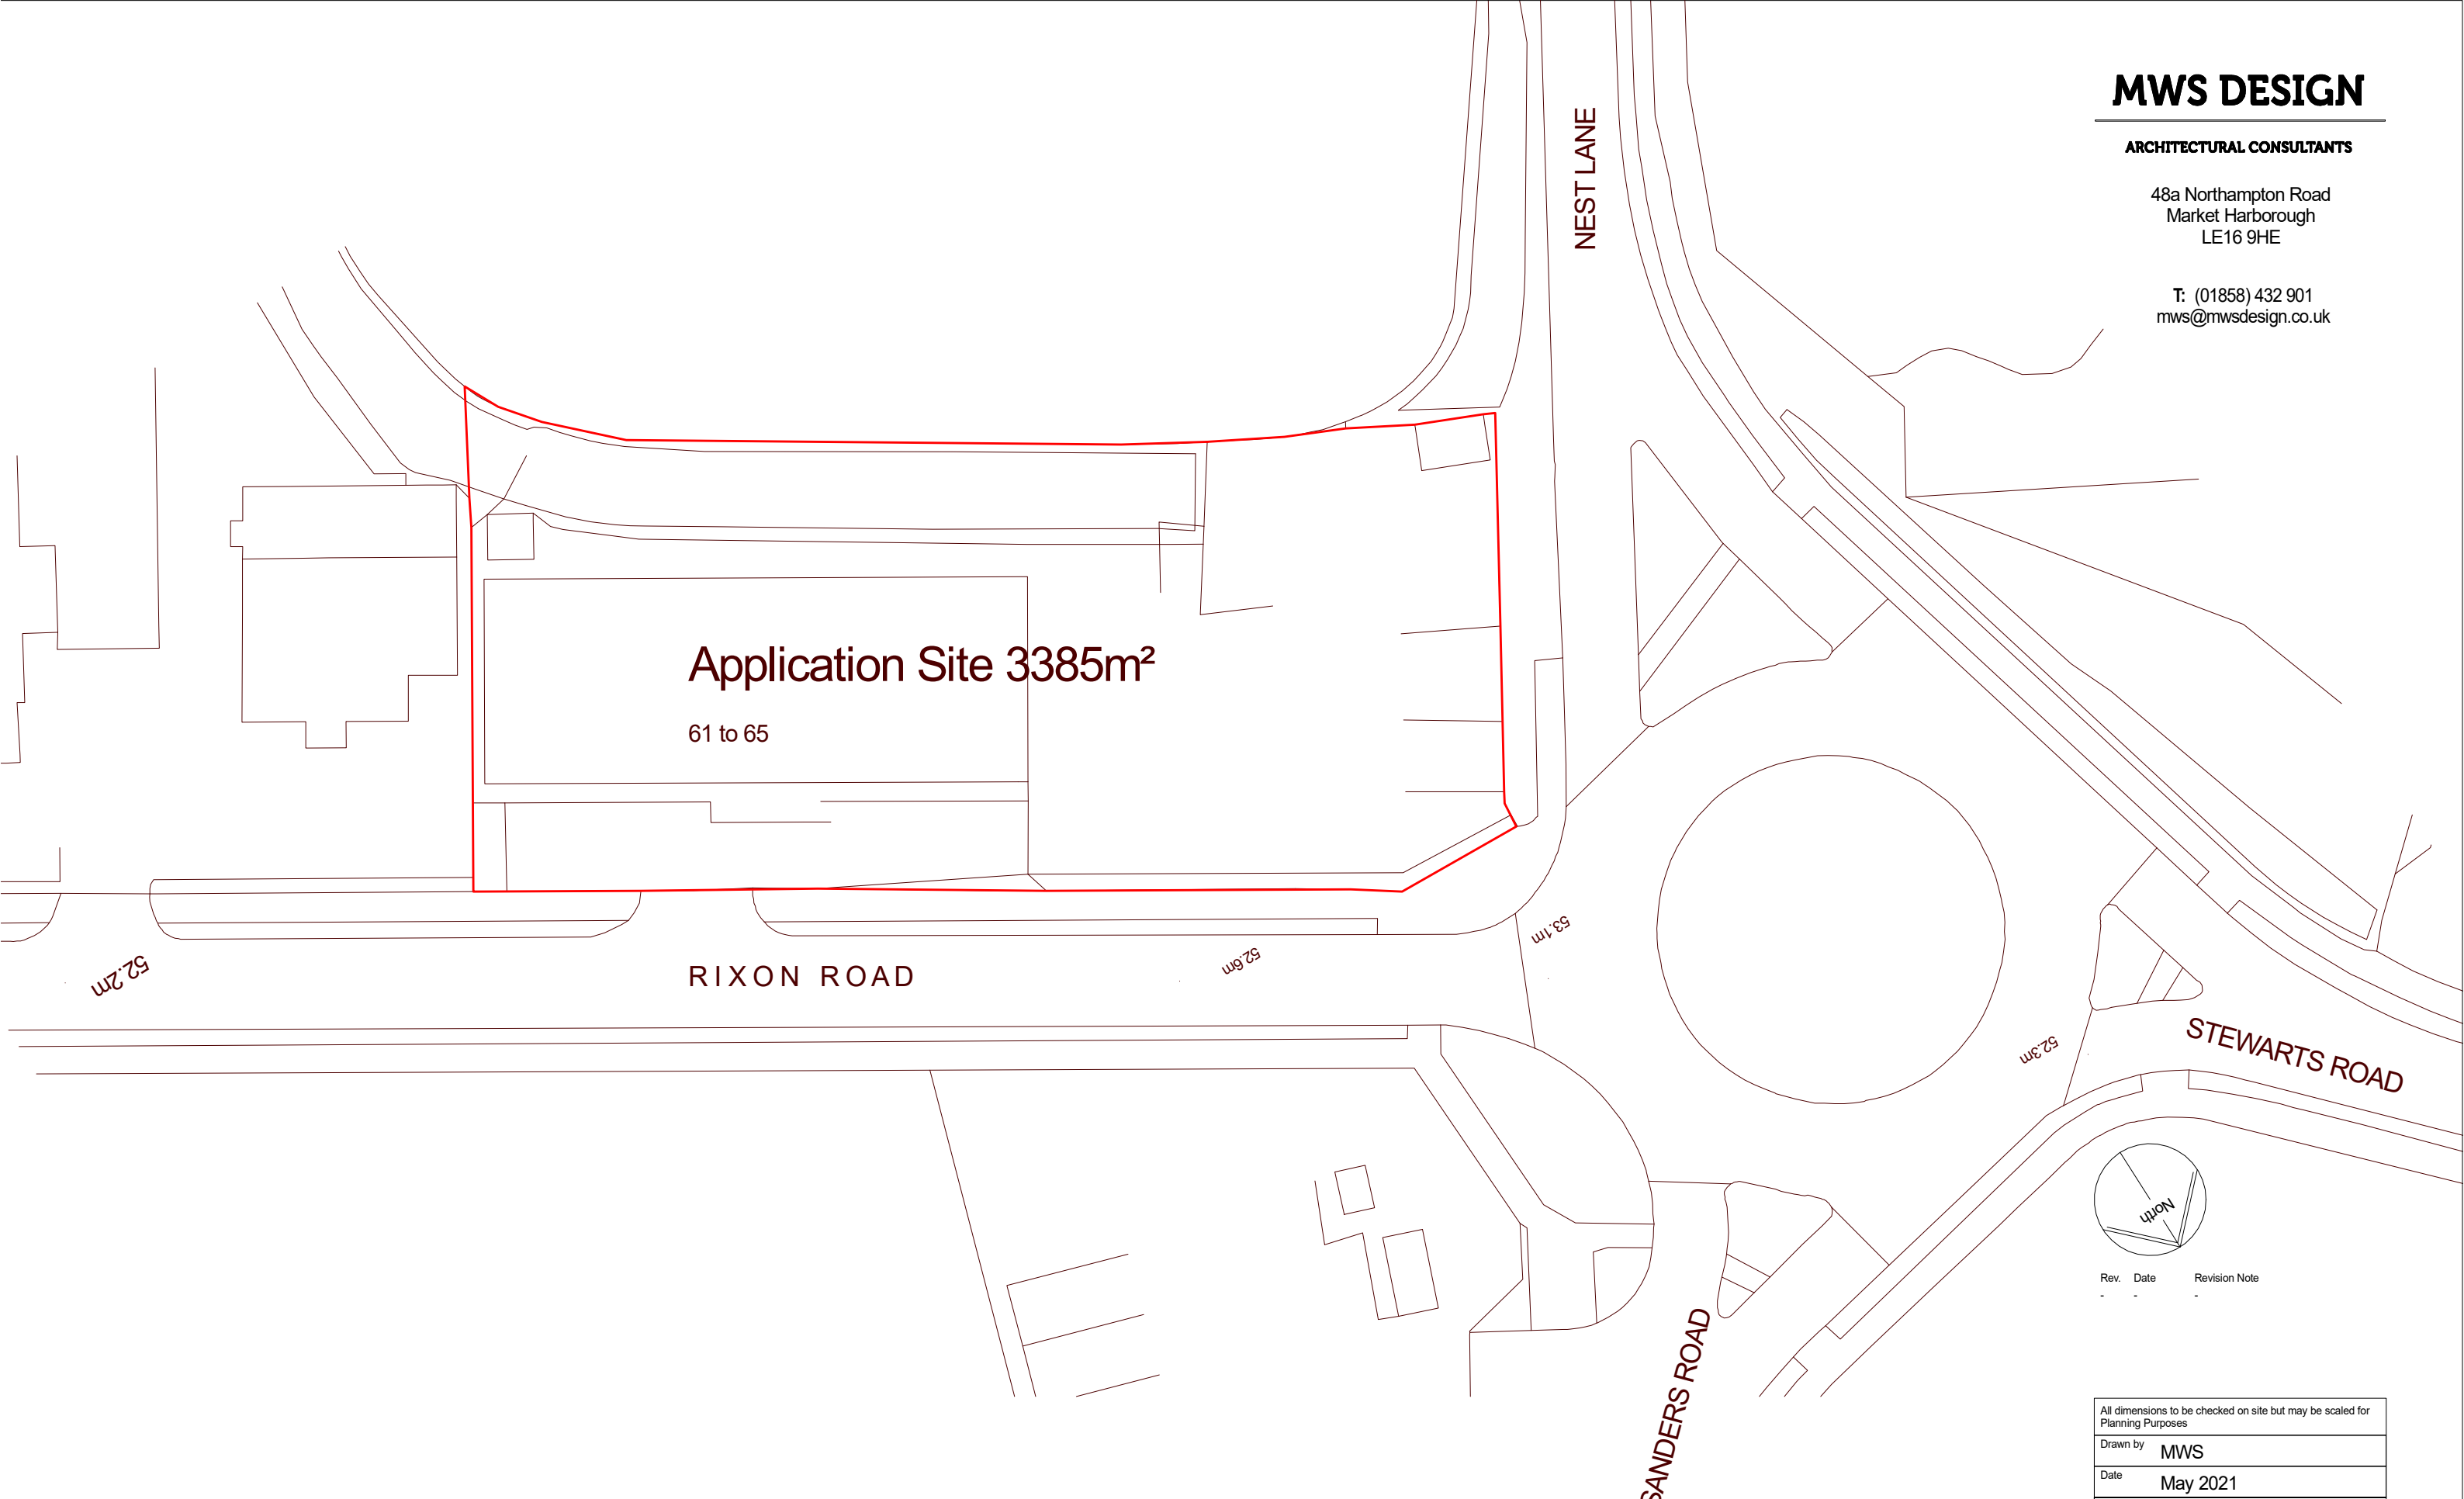 MWS DESIGN
ARCHITECTURAL CONSULTANTS
48a Northampton Road
Market Harborough
LE16 9HE
T: (01858) 432 901
mws@mwsdesign.co.uk
NEST LANE
Application Site 3385m²
61 to 65
RIXON ROAD
52.2m
52.6m
53.1m
52.3m
STEWARTS ROAD
SANDERS ROAD
North
Rev. Date Revision Note
- - -
All dimensions to be checked on site but may be scaled for
Planning Purposes
Drawn by MWS
Date May 2021